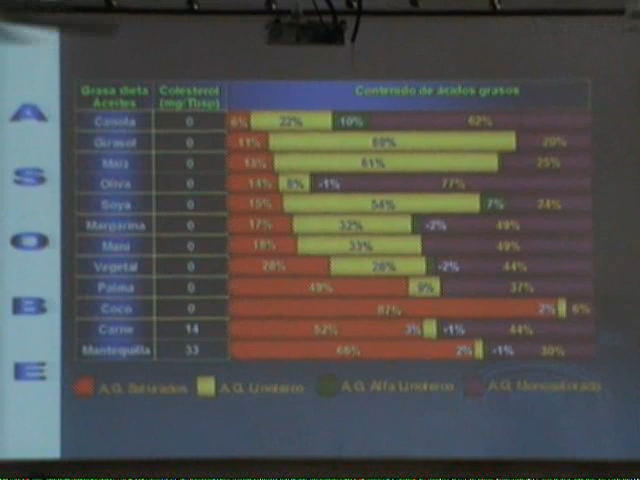 ASOBE
Grasa dieta Aceites Colesterol (mg/Tbsp) Contenido de ácidos grasos
Canola 0 6% 22% 10% 62%
Girasol 0 11% 69% 20%
Maiz 0 13% 61% 25%
Oliva 0 14% 8% -1% 77%
Soya 0 15% 54% 7% 24%
Margarina 0 17% 32% -2% 49%
Mani 0 18% 33% 49%
Vegetal 0 28% -2% 44%
Palma 0 49% 9% 37%
Coco 0 87% 2% 6%
Carne 14 52% 3% -1% 44%
Mantequilla 33 66% 2% -1% 30%
A.G. Saturados A.G. Linoleros A.G. Alfa Linoleros A.G.